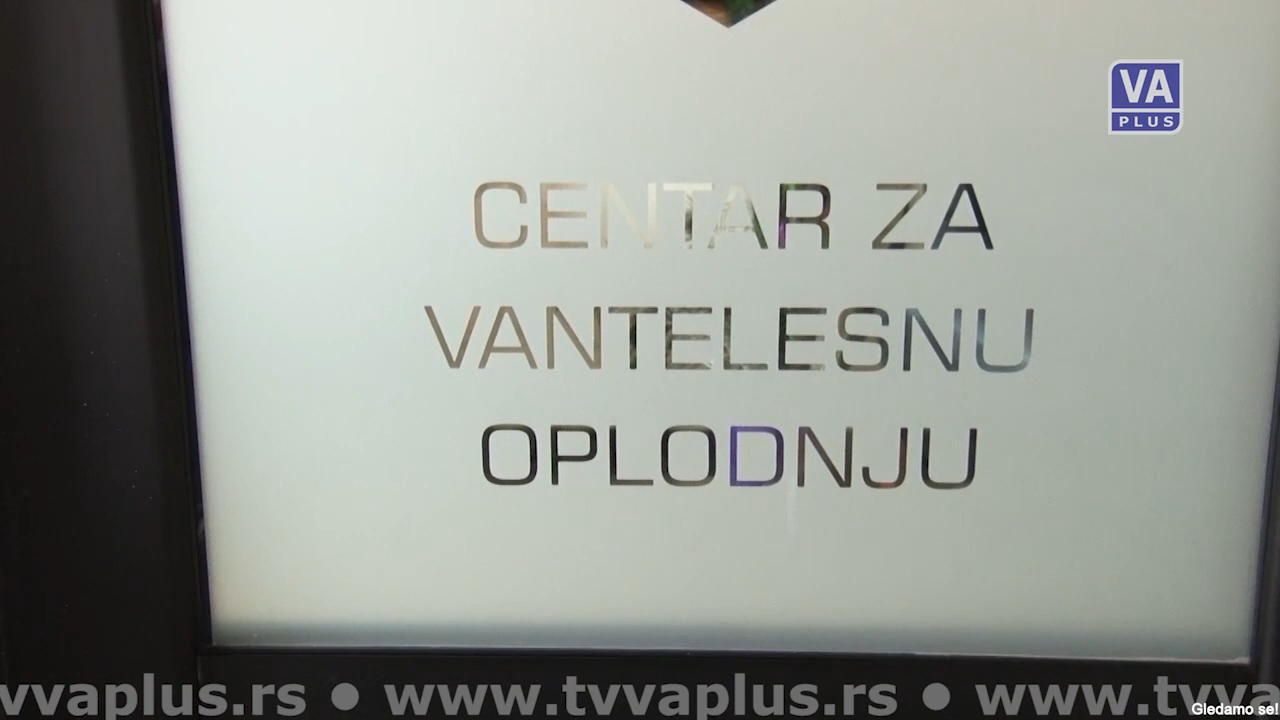 VA
PLUS
CENTAR ZA
VANTELESNU
OPLODNJU
vvaplus.rs ● www.tvvaplus.rs ● www.tvva
Gledamo se!